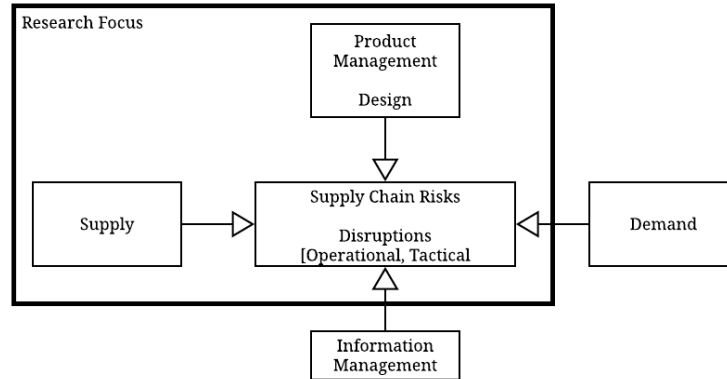 Research Focus
Product
Management
Design
Supply
Supply Chain Risks
Disruptions
[Operational, Tactical
Demand
Information
Management